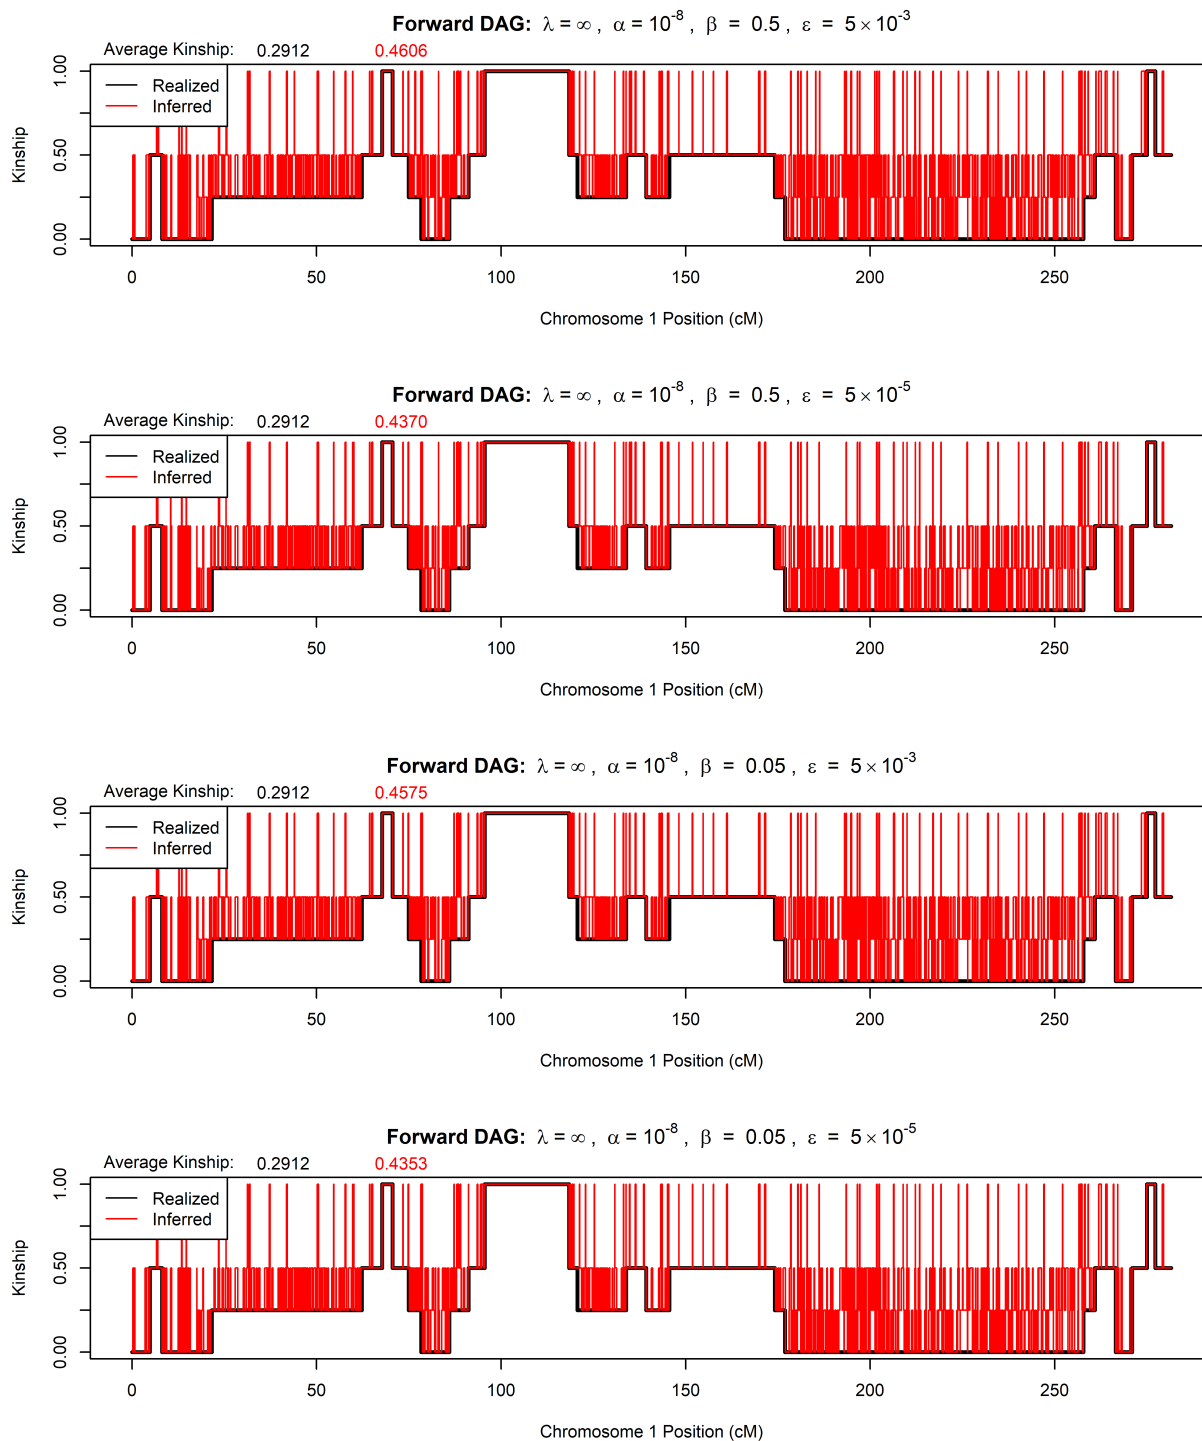 Forward DAG: λ = ∞ , α = 10^-8 , β = 0.5 , ε = 5 × 10^-3
Average Kinship: 0.2912 0.4606
Realized
Inferred
Kinship
1.00
0.50
0.00
0 50 100 150 200 250
Chromosome 1 Position (cM)
Forward DAG: λ = ∞ , α = 10^-8 , β = 0.5 , ε = 5 × 10^-5
Average Kinship: 0.2912 0.4370
Realized
Inferred
Kinship
1.00
0.50
0.00
0 50 100 150 200 250
Chromosome 1 Position (cM)
Forward DAG: λ = ∞ , α = 10^-8 , β = 0.05 , ε = 5 × 10^-3
Average Kinship: 0.2912 0.4575
Realized
Inferred
Kinship
1.00
0.50
0.00
0 50 100 150 200 250
Chromosome 1 Position (cM)
Forward DAG: λ = ∞ , α = 10^-8 , β = 0.05 , ε = 5 × 10^-5
Average Kinship: 0.2912 0.4353
Realized
Inferred
Kinship
1.00
0.50
0.00
0 50 100 150 200 250
Chromosome 1 Position (cM)